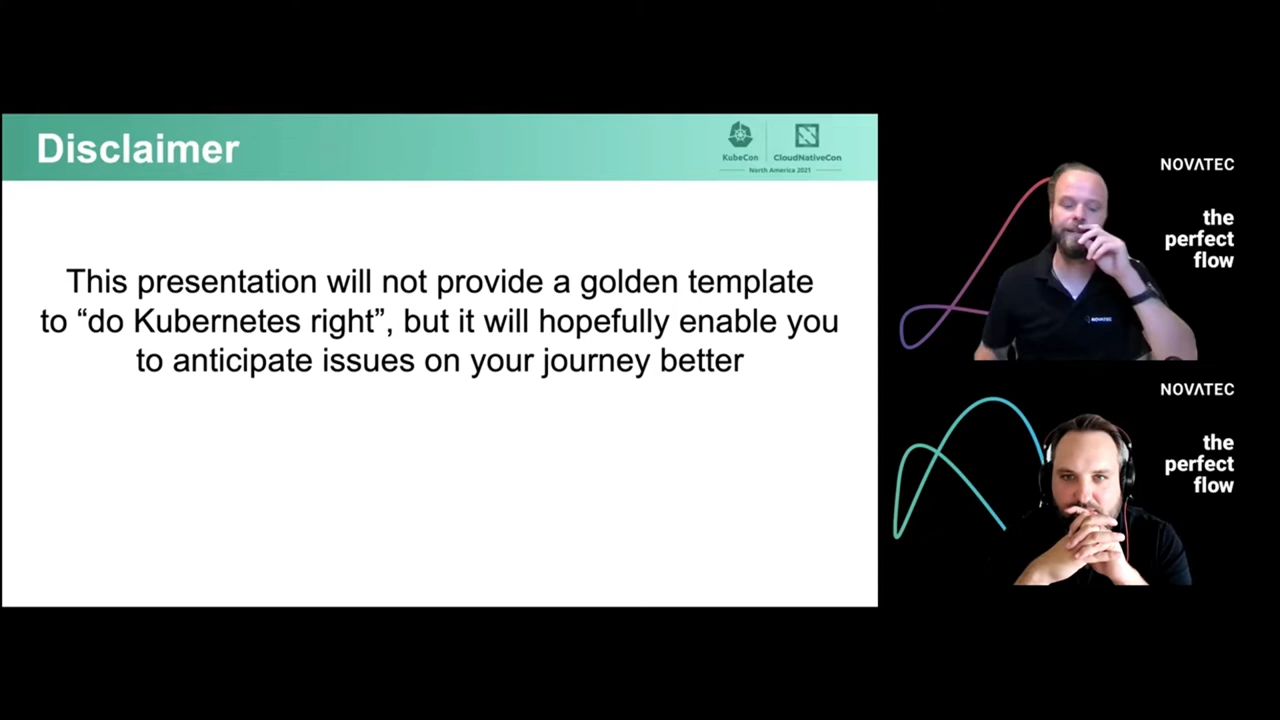 Disclaimer
KubeCon
CloudNativeCon
North America 2021
This presentation will not provide a golden template
to “do Kubernetes right”, but it will hopefully enable you
to anticipate issues on your journey better
NOVATEC
the
perfect
flow
NOVATEC
NOVATEC
the
perfect
flow